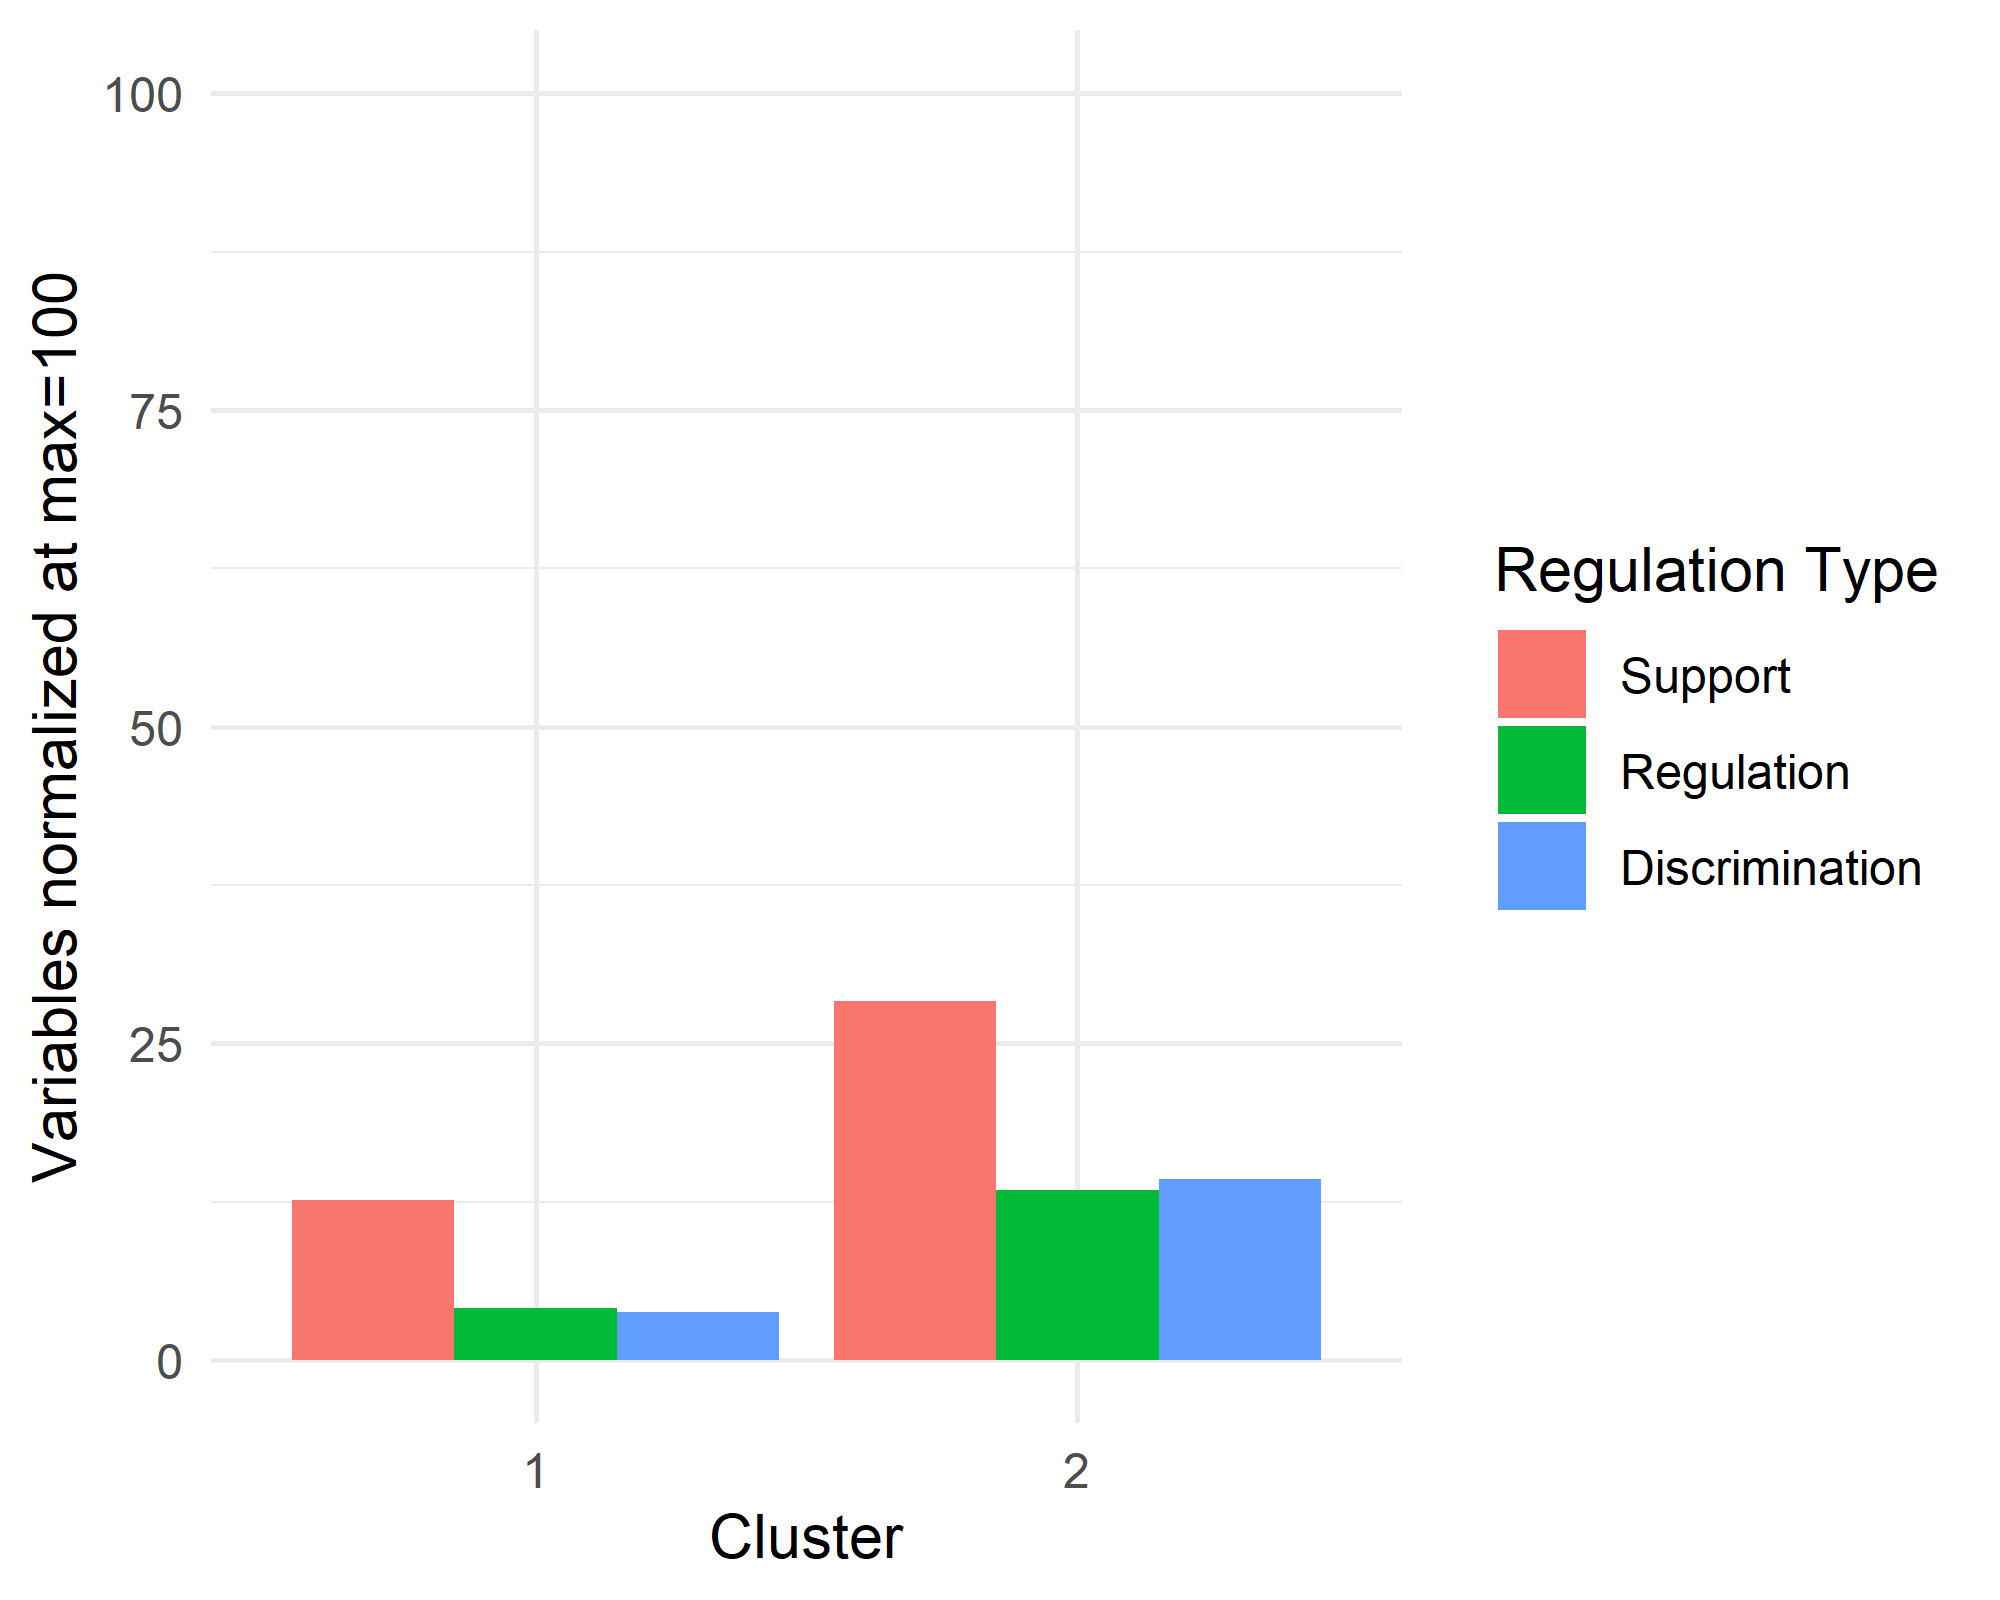 Variables normalized at max=100
100
75
50
25
0
1
2
Cluster
Regulation Type
Support
Regulation
Discrimination